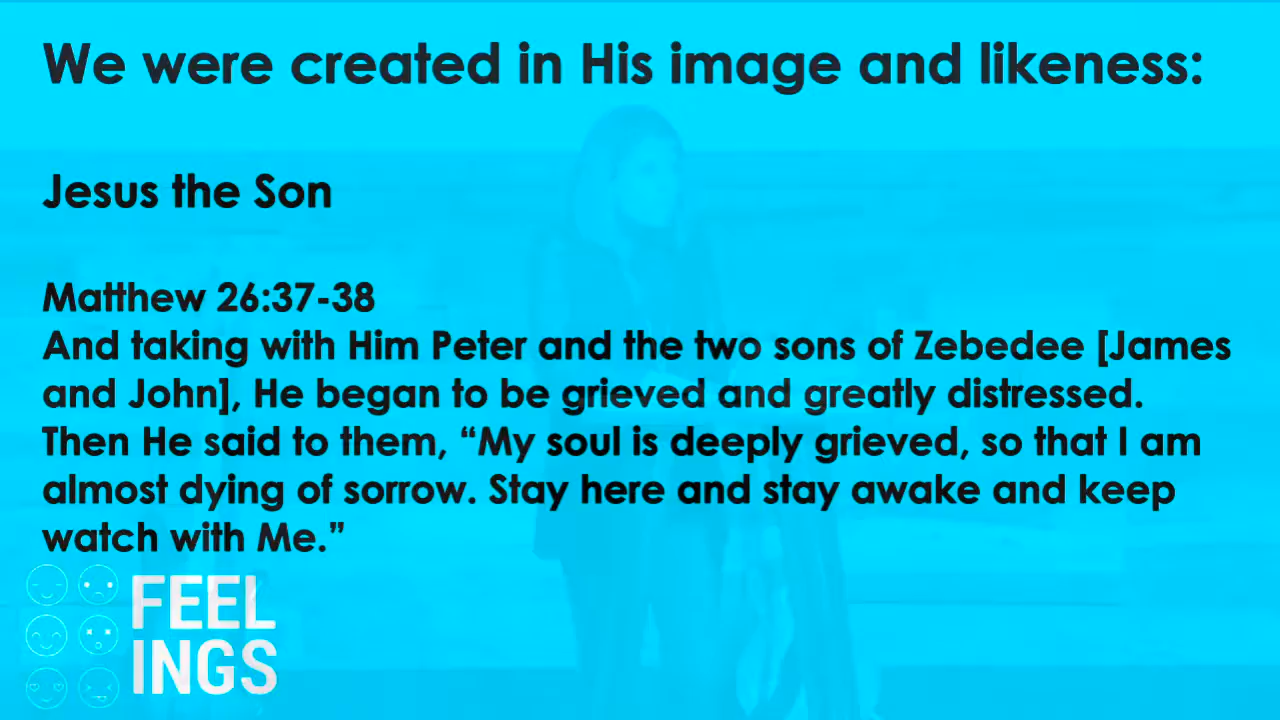 We were created in His image and likeness:
Jesus the Son
Matthew 26:37-38
And taking with Him Peter and the two sons of Zebedee [James
and John], He began to be grieved and greatly distressed.
Then He said to them, “My soul is deeply grieved, so that I am
almost dying of sorrow. Stay here and stay awake and keep
watch with Me.”
FEEL
INGS